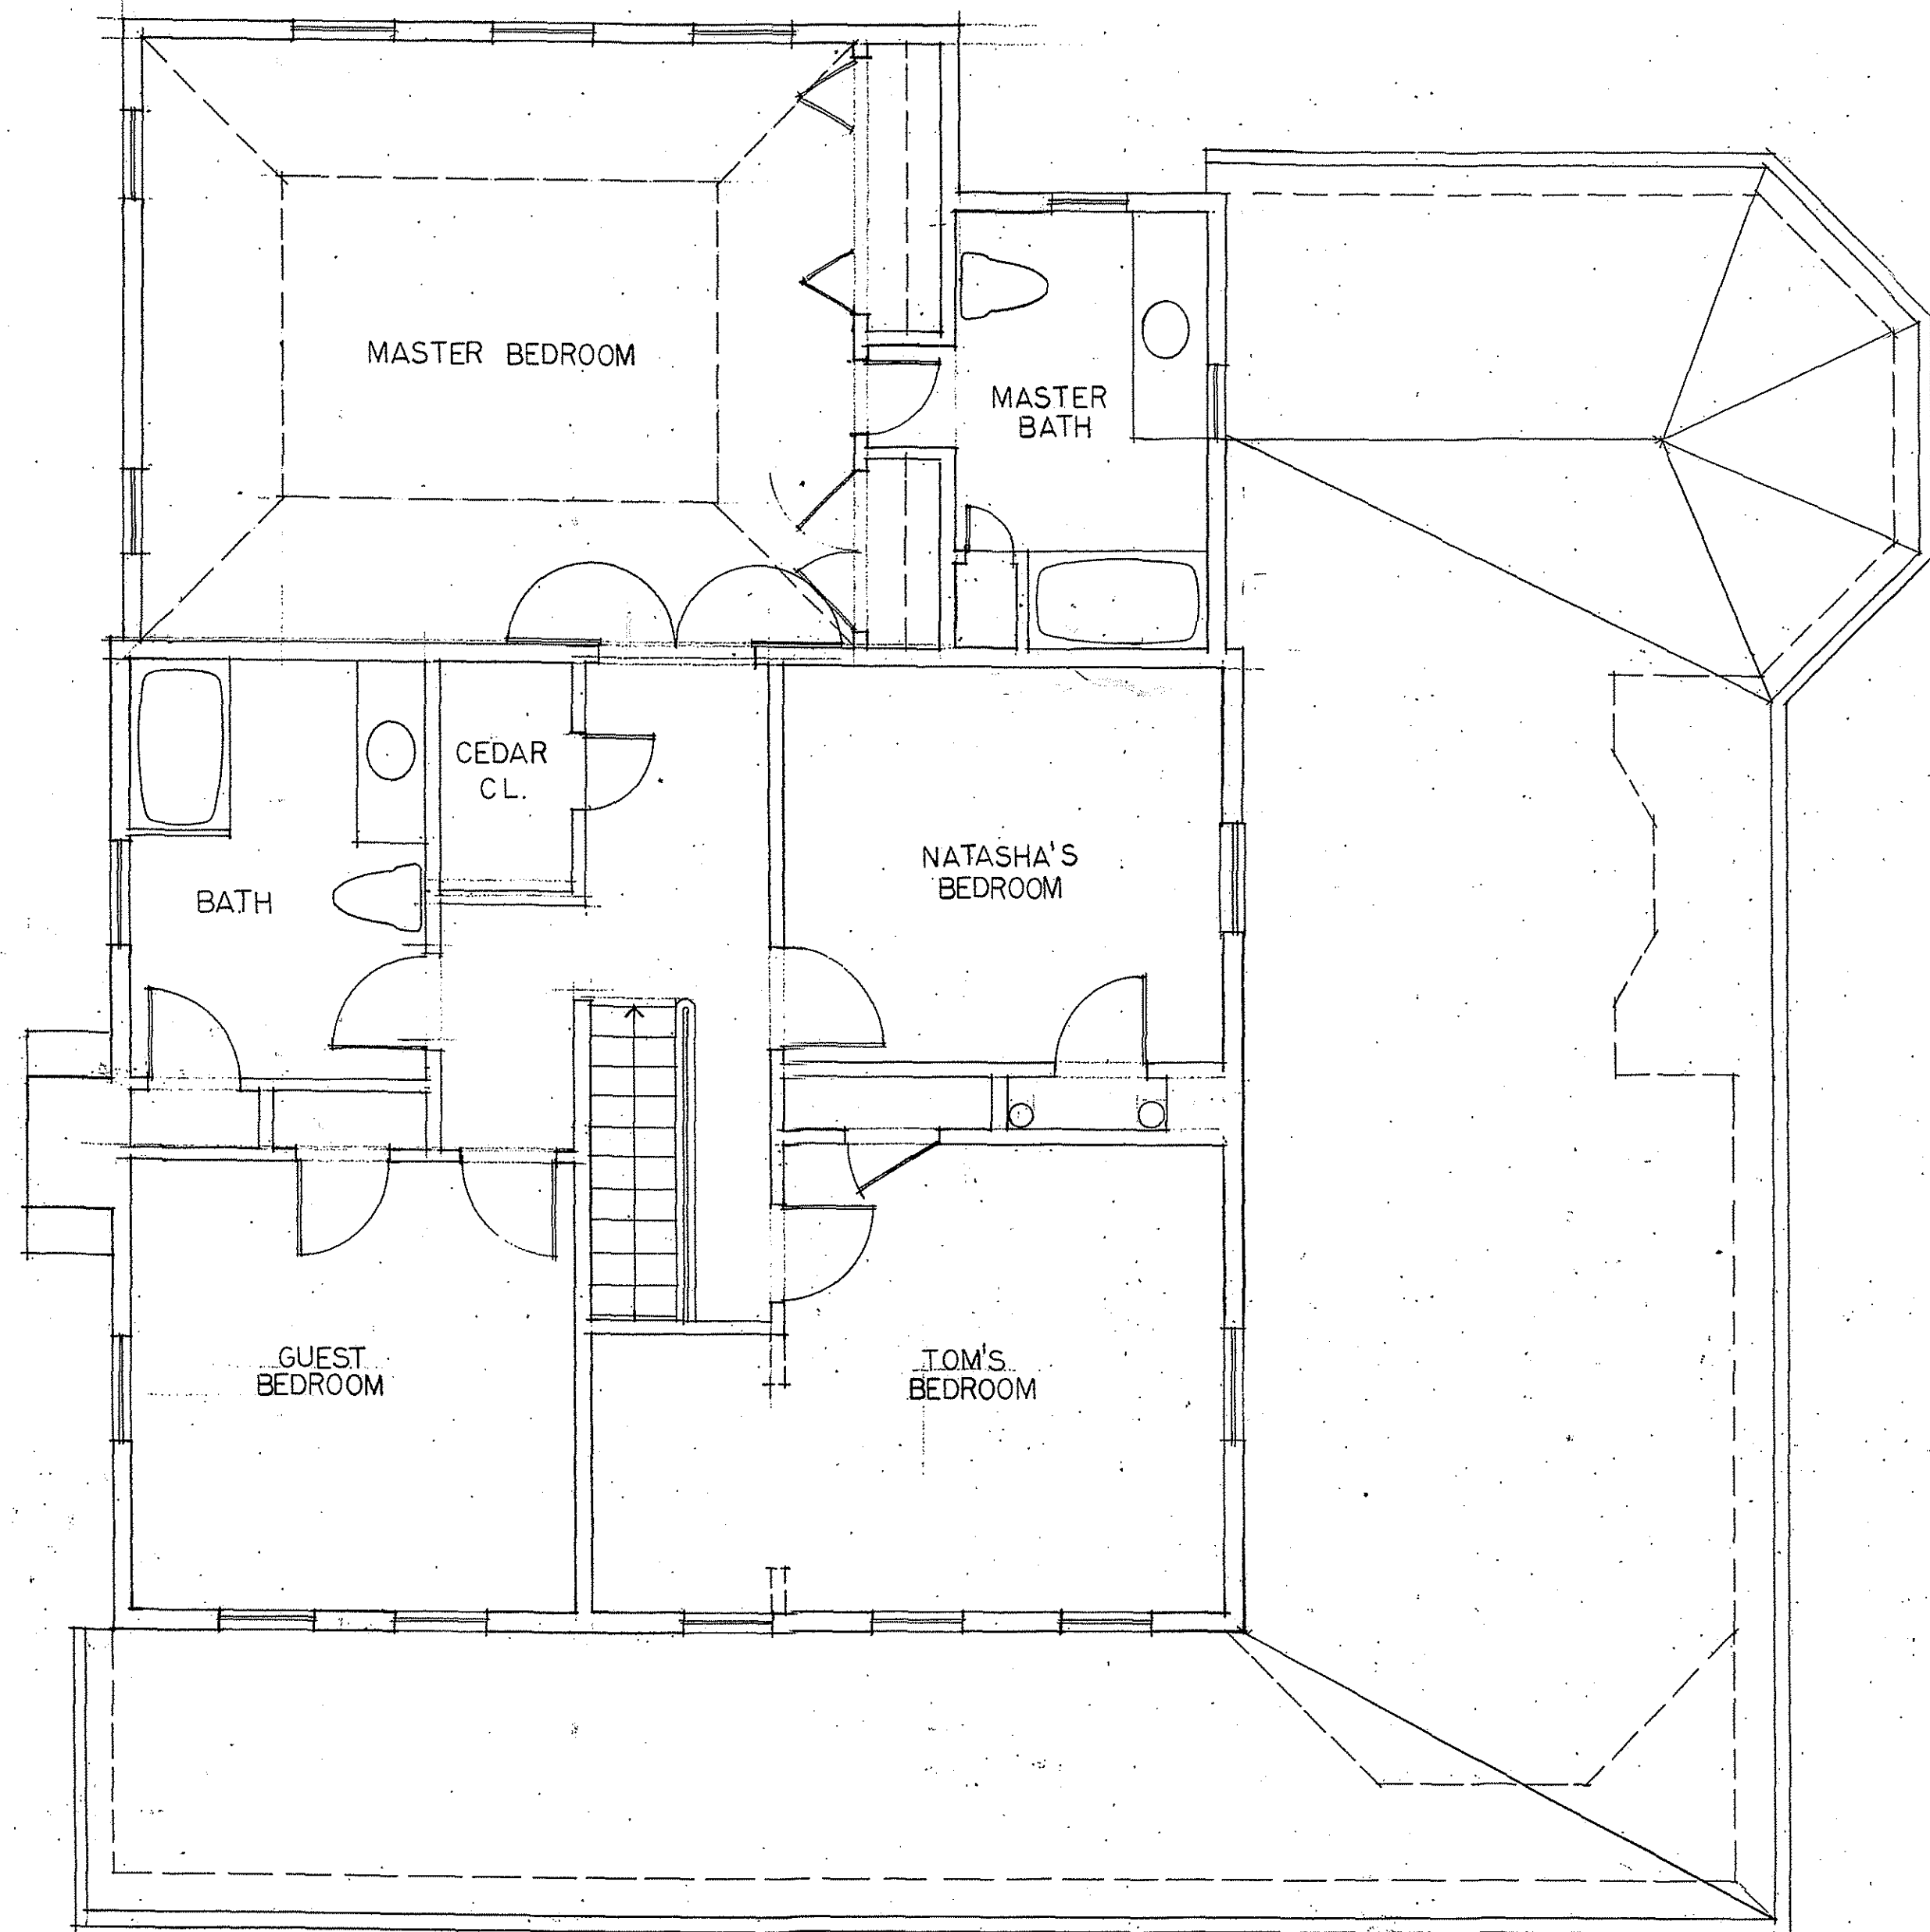 MASTER BEDROOM
MASTER
BATH
CEDAR
CL.
NATASHA'S
BEDROOM
BATH
GUEST
BEDROOM
TOM'S
BEDROOM